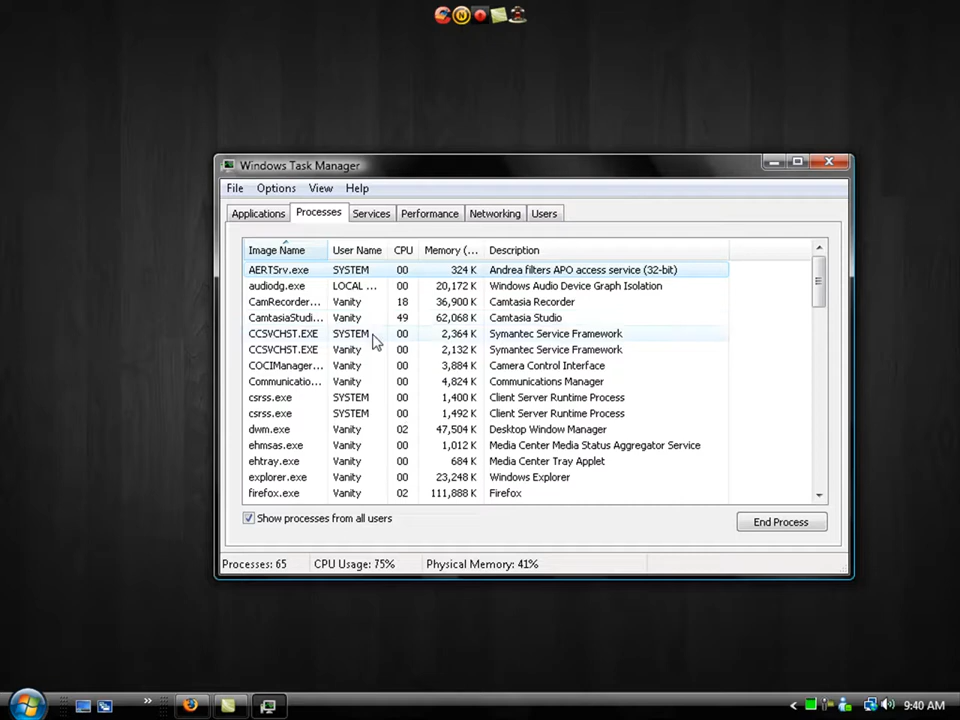 Windows Task Manager
File Options View Help
Applications Processes Services Performance Networking Users
Image Name User Name CPU Memory (... Description
AERTSrv.exe SYSTEM 00 324 K Andrea filters APO access service (32-bit)
audiodg.exe LOCAL ... 00 20,172 K Windows Audio Device Graph Isolation
CamRecorder... Vanity 18 36,900 K Camtasia Recorder
CamtasiaStudi... Vanity 49 62,068 K Camtasia Studio
CCSVCHST.EXE SYSTEM 00 2,364 K Symantec Service Framework
CCSVCHST.EXE Vanity 00 2,132 K Symantec Service Framework
COCIManager... Vanity 00 3,884 K Camera Control Interface
Communicatio... Vanity 00 4,824 K Communications Manager
csrss.exe SYSTEM 00 1,400 K Client Server Runtime Process
csrss.exe SYSTEM 00 1,492 K Client Server Runtime Process
dwm.exe Vanity 02 47,504 K Desktop Window Manager
ehmsas.exe Vanity 00 1,012 K Media Center Media Status Aggregator Service
ehtray.exe Vanity 00 684 K Media Center Tray Applet
explorer.exe Vanity 00 23,248 K Windows Explorer
firefox.exe Vanity 02 111,888 K Firefox
Show processes from all users End Process
Processes: 65 CPU Usage: 75% Physical Memory: 41%
9:40 AM